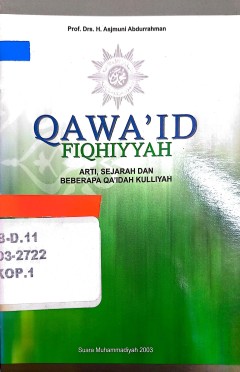 Prof. Drs. H. Asjmuni Abdurrahman
QAWA'ID
FIQHIYYAH
ARTI, SEJARAH DAN
BEBERAPA QA'IDAH KULLIYAH
B-D.11
03-2722
KOP.1
Suara Muhammadiyah 2003